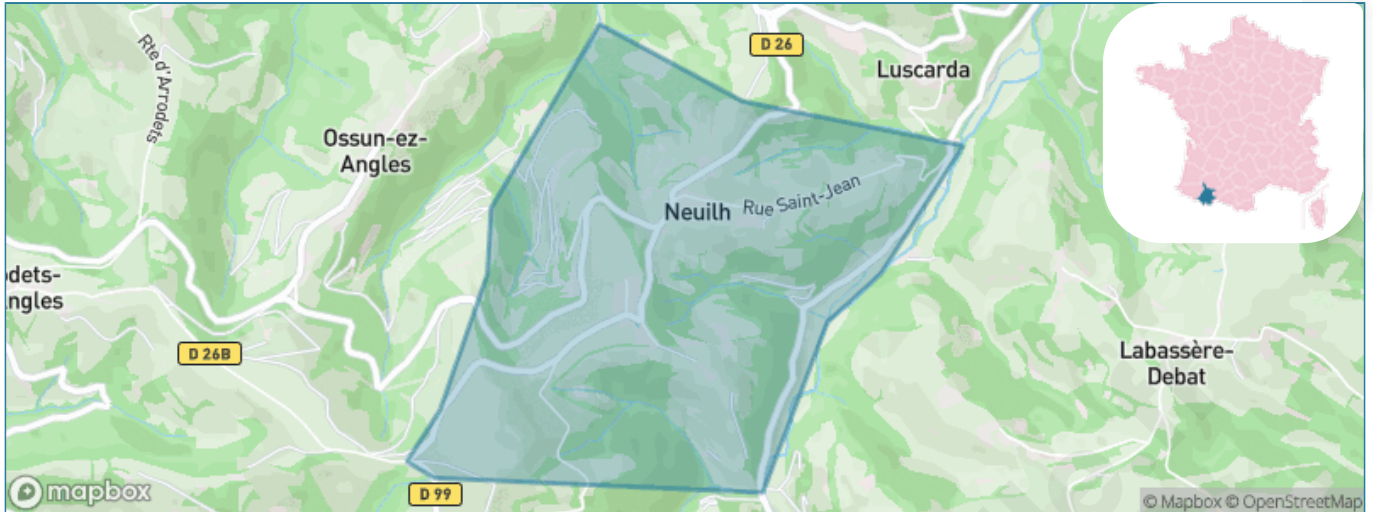 D 26
Luscarda
Rte d'Arrodets
Ossun-ez-
Angles
Neuilh
Rue Saint-Jean
odets-
ngles
D 26B
Labassère-
Debat
D 99
mapbox
© Mapbox © OpenStreetMap